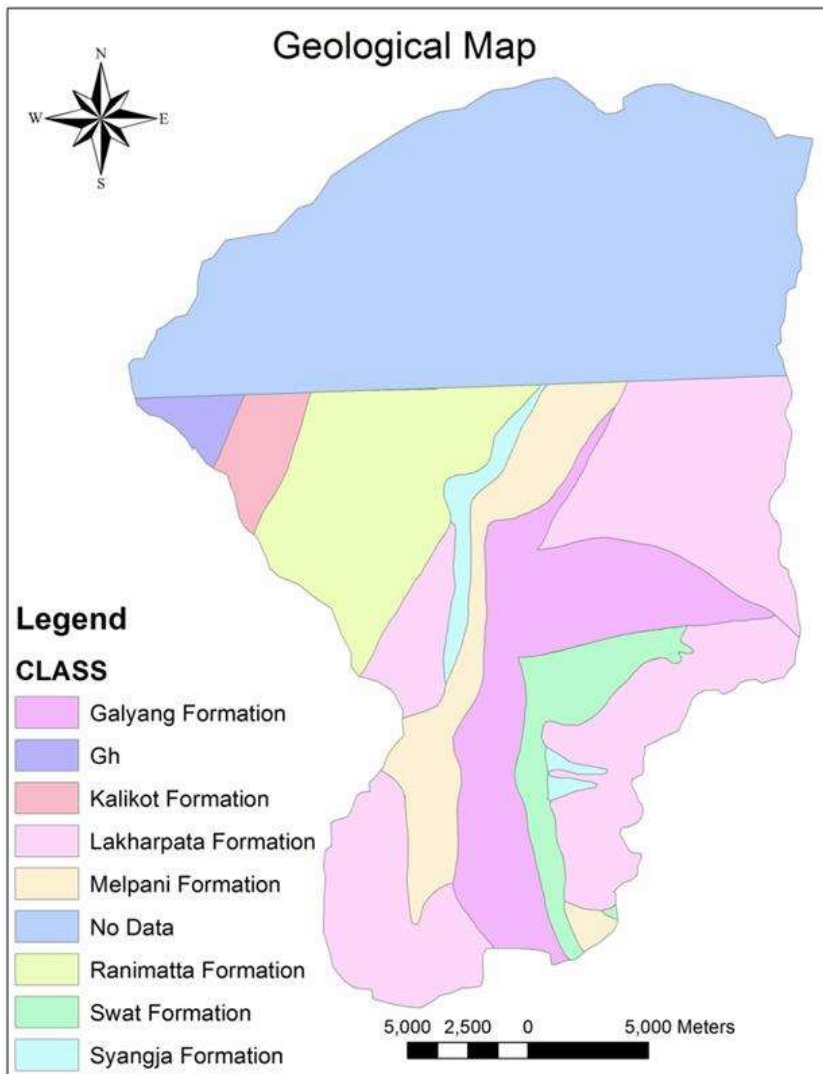 Geological Map
N
W E
S
Legend
CLASS
Galyang Formation
Gh
Kalikot Formation
Lakharpata Formation
Melpani Formation
No Data
Ranimatta Formation
Swat Formation
Syangja Formation
5,000 2,500 0 5,000 Meters